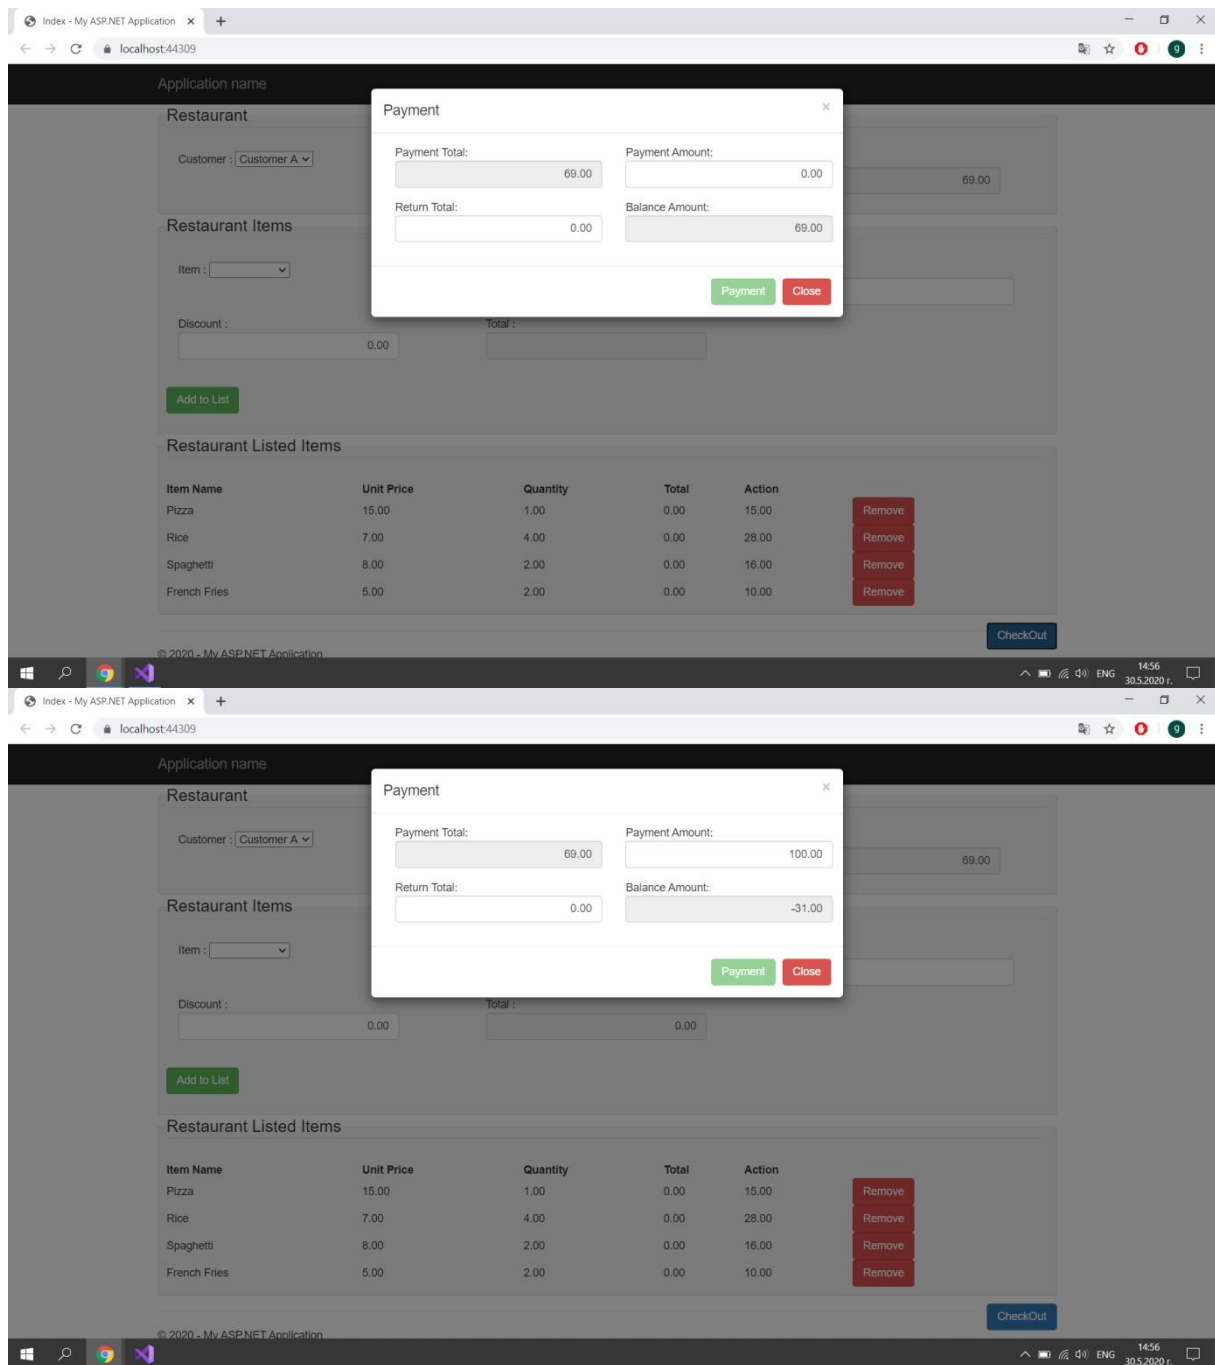 Index - My ASP.NET Application
localhost:44309
g
Application name
Restaurant
Customer : Customer A
69.00
Payment
Payment Total:
69.00
Payment Amount:
0.00
Return Total:
0.00
Balance Amount:
69.00
Payment Close
Restaurant Items
Item :
Discount :
0.00
Total :
Add to List
Restaurant Listed Items
Item Name Unit Price Quantity Total Action
Pizza 15.00 1.00 0.00 15.00 Remove
Rice 7.00 4.00 0.00 28.00 Remove
Spaghetti 8.00 2.00 0.00 16.00 Remove
French Fries 5.00 2.00 0.00 10.00 Remove
CheckOut
© 2020 - My ASP.NET Application
ENG 14:56
30.5.2020 г.
Index - My ASP.NET Application
localhost:44309
g
Application name
Restaurant
Customer : Customer A
69.00
Payment
Payment Total:
69.00
Payment Amount:
100.00
Return Total:
0.00
Balance Amount:
-31.00
Payment Close
Restaurant Items
Item :
Discount :
0.00
Total :
0.00
Add to List
Restaurant Listed Items
Item Name Unit Price Quantity Total Action
Pizza 15.00 1.00 0.00 15.00 Remove
Rice 7.00 4.00 0.00 28.00 Remove
Spaghetti 8.00 2.00 0.00 16.00 Remove
French Fries 5.00 2.00 0.00 10.00 Remove
CheckOut
© 2020 - My ASP.NET Application
ENG 14:56
30.5.2020 г.